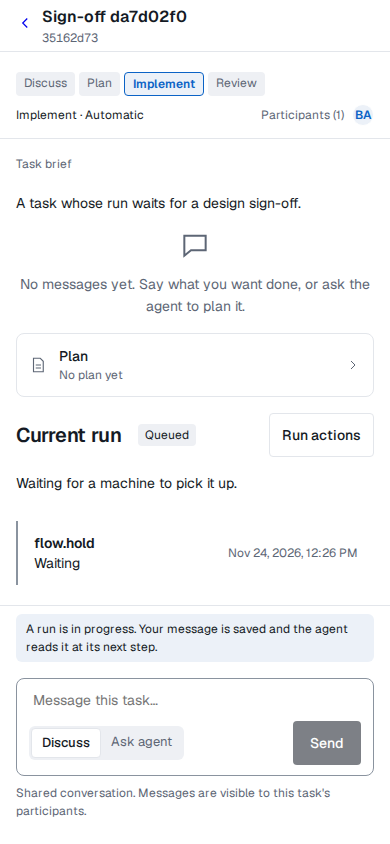 Sign-off da7d02f0
35162d73
Discuss Plan Implement Review
Implement · Automatic Participants (1) BA
Task brief
A task whose run waits for a design sign-off.
No messages yet. Say what you want done, or ask the
agent to plan it.
Plan
No plan yet
Current run Queued Run actions
Waiting for a machine to pick it up.
flow.hold
Nov 24, 2026, 12:26 PM
Waiting
A run is in progress. Your message is saved and the agent
reads it at its next step.
Message this task...
Discuss Ask agent Send
Shared conversation. Messages are visible to this task's
participants.